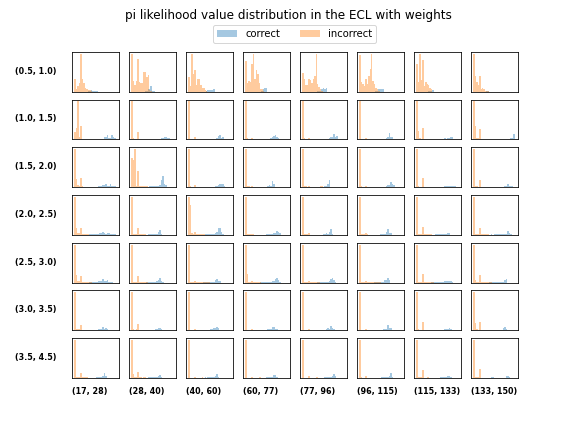 pi likelihood value distribution in the ECL with weights
correct incorrect
(0.5, 1.0)
(1.0, 1.5)
(1.5, 2.0)
(2.0, 2.5)
(2.5, 3.0)
(3.0, 3.5)
(3.5, 4.5)
(17, 28) (28, 40) (40, 60) (60, 77) (77, 96) (96, 115) (115, 133) (133, 150)